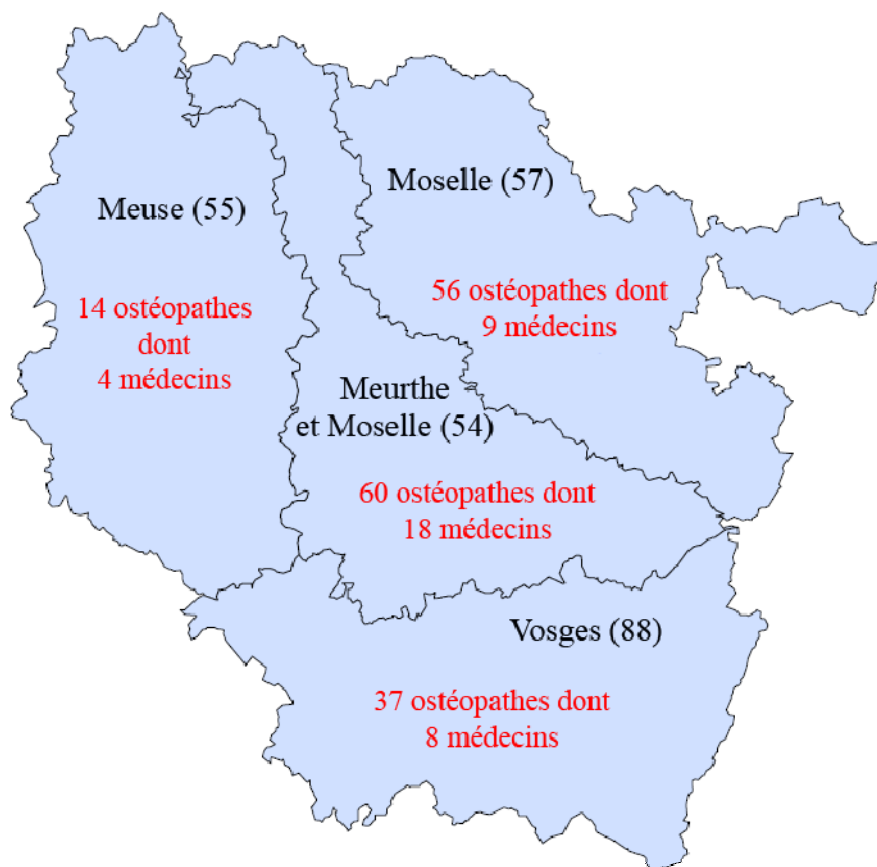 Moselle (57)
Meuse (55)
56 ostéopathes dont
9 médecins
14 ostéopathes
dont
4 médecins
Meurthe
et Moselle (54)
60 ostéopathes dont
18 médecins
Vosges (88)
37 ostéopathes dont
8 médecins